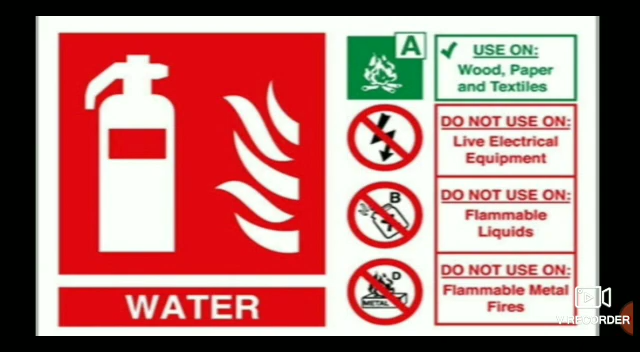 A
USE ON:
Wood, Paper
and Textiles
DO NOT USE ON:
Live Electrical
Equipment
B
DO NOT USE ON:
Flammable
Liquids
D
METAL
DO NOT USE ON:
Flammable Metal
Fires
WATER
V RECORDER